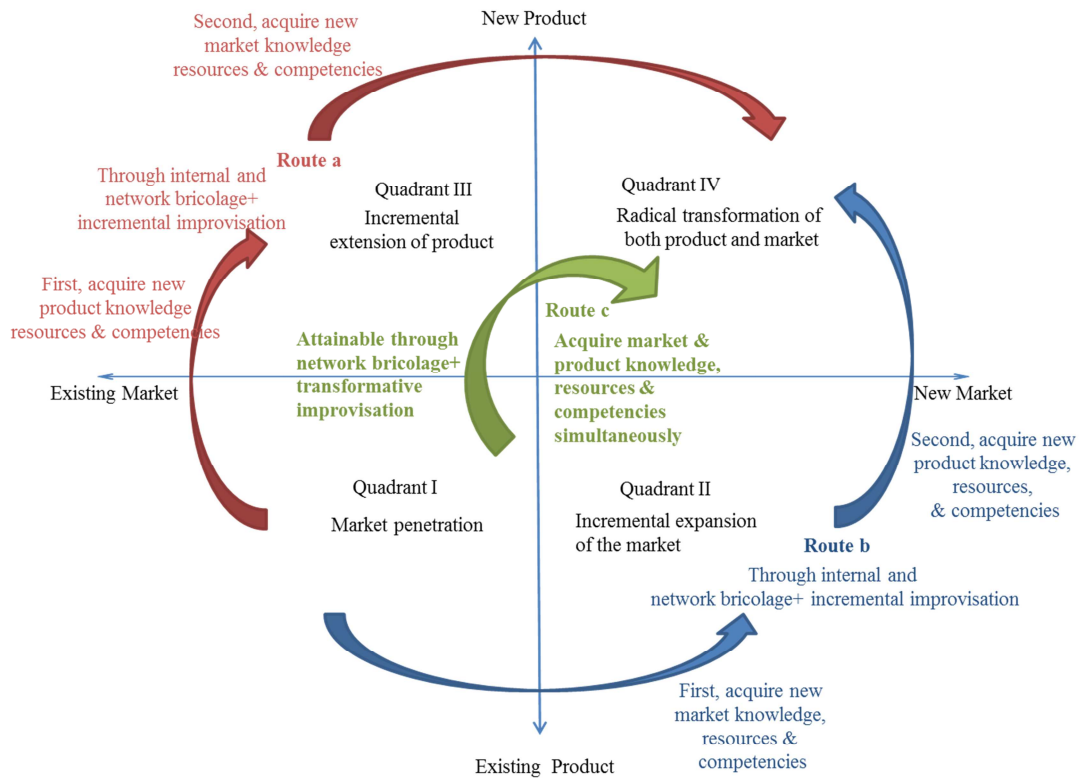 New Product
Second, acquire new
market knowledge
resources & competencies
Route a
Through internal and
network bricolage+
incremental improvisation
First, acquire new
product knowledge
resources & competencies
Quadrant III
Incremental
extension of product
Quadrant IV
Radical transformation of
both product and market
Route c
Attainable through
network bricolage+
transformative
improvisation
Acquire market &
product knowledge,
resources &
competencies
simultaneously
Existing Market
New Market
Quadrant I
Market penetration
Quadrant II
Incremental expansion
of the market
Second, acquire new
product knowledge,
resources,
& competencies
Route b
Through internal and
network bricolage+ incremental improvisation
First, acquire new
market knowledge,
resources &
competencies
Existing Product